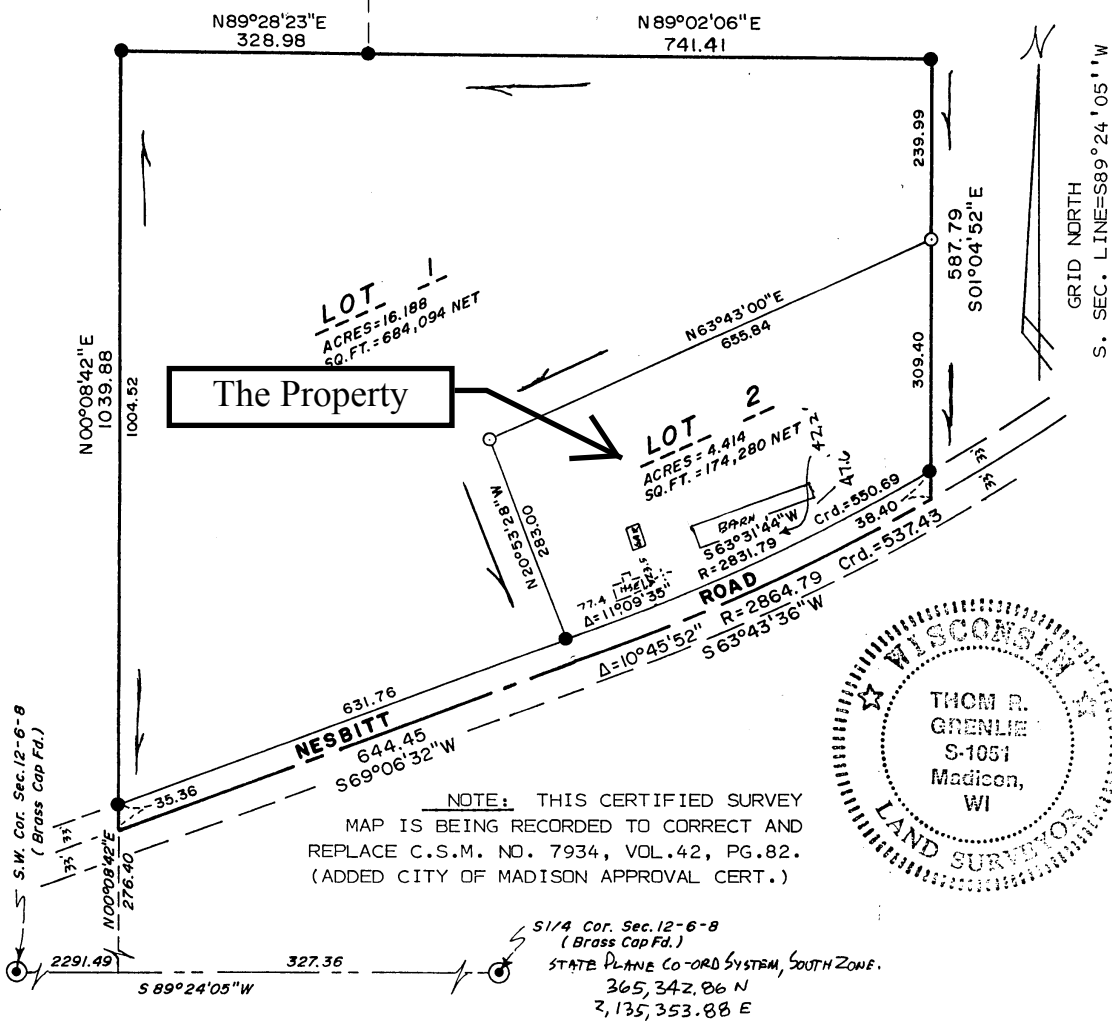 N89°28'23"E
328.98
N89°02'06"E
741.41
239.99
587.79
S01°04'52"E
309.40
GRID NORTH
S. SEC. LINE=S89°24'05''W
N
LOT 1
ACRES=16.188
SQ.FT.=684,094 NET
N00°08'42"E
1039.88
1004.52
The Property
N63°43'00"E
655.84
LOT 2
ACRES=4.414
SQ.FT.=174,280 NET
42.2'
47.6
N20°53'28"W
283.00
BARN
S63°31'44"W
R=2831.79
Crd.=550.69
38.40
33'
33'
77.4
Δ=11°09'35"
ROAD
R=2864.79
Crd.=537.43
Δ=10°45'52"
S63°43'36"W
631.76
NESBITT
644.45
S69°06'32"W
35.36
33'
33'
S.W. Cor. Sec. 12-6-8
(Brass Cap Fd.)
N00°08'42"E
276.40
NOTE: THIS CERTIFIED SURVEY
MAP IS BEING RECORDED TO CORRECT AND
REPLACE C.S.M. NO. 7934, VOL.42, PG.82.
(ADDED CITY OF MADISON APPROVAL CERT.)
WISCONSIN
THOM R.
GRENLIE
S-1051
Madison,
WI
LAND SURVEYOR
2291.49
327.36
S89°24'05"W
S1/4 Cor. Sec. 12-6-8
(Brass Cap Fd.)
STATE PLANE CO-ORD SYSTEM, SOUTH ZONE.
365,342.86 N
2,135,353.88 E